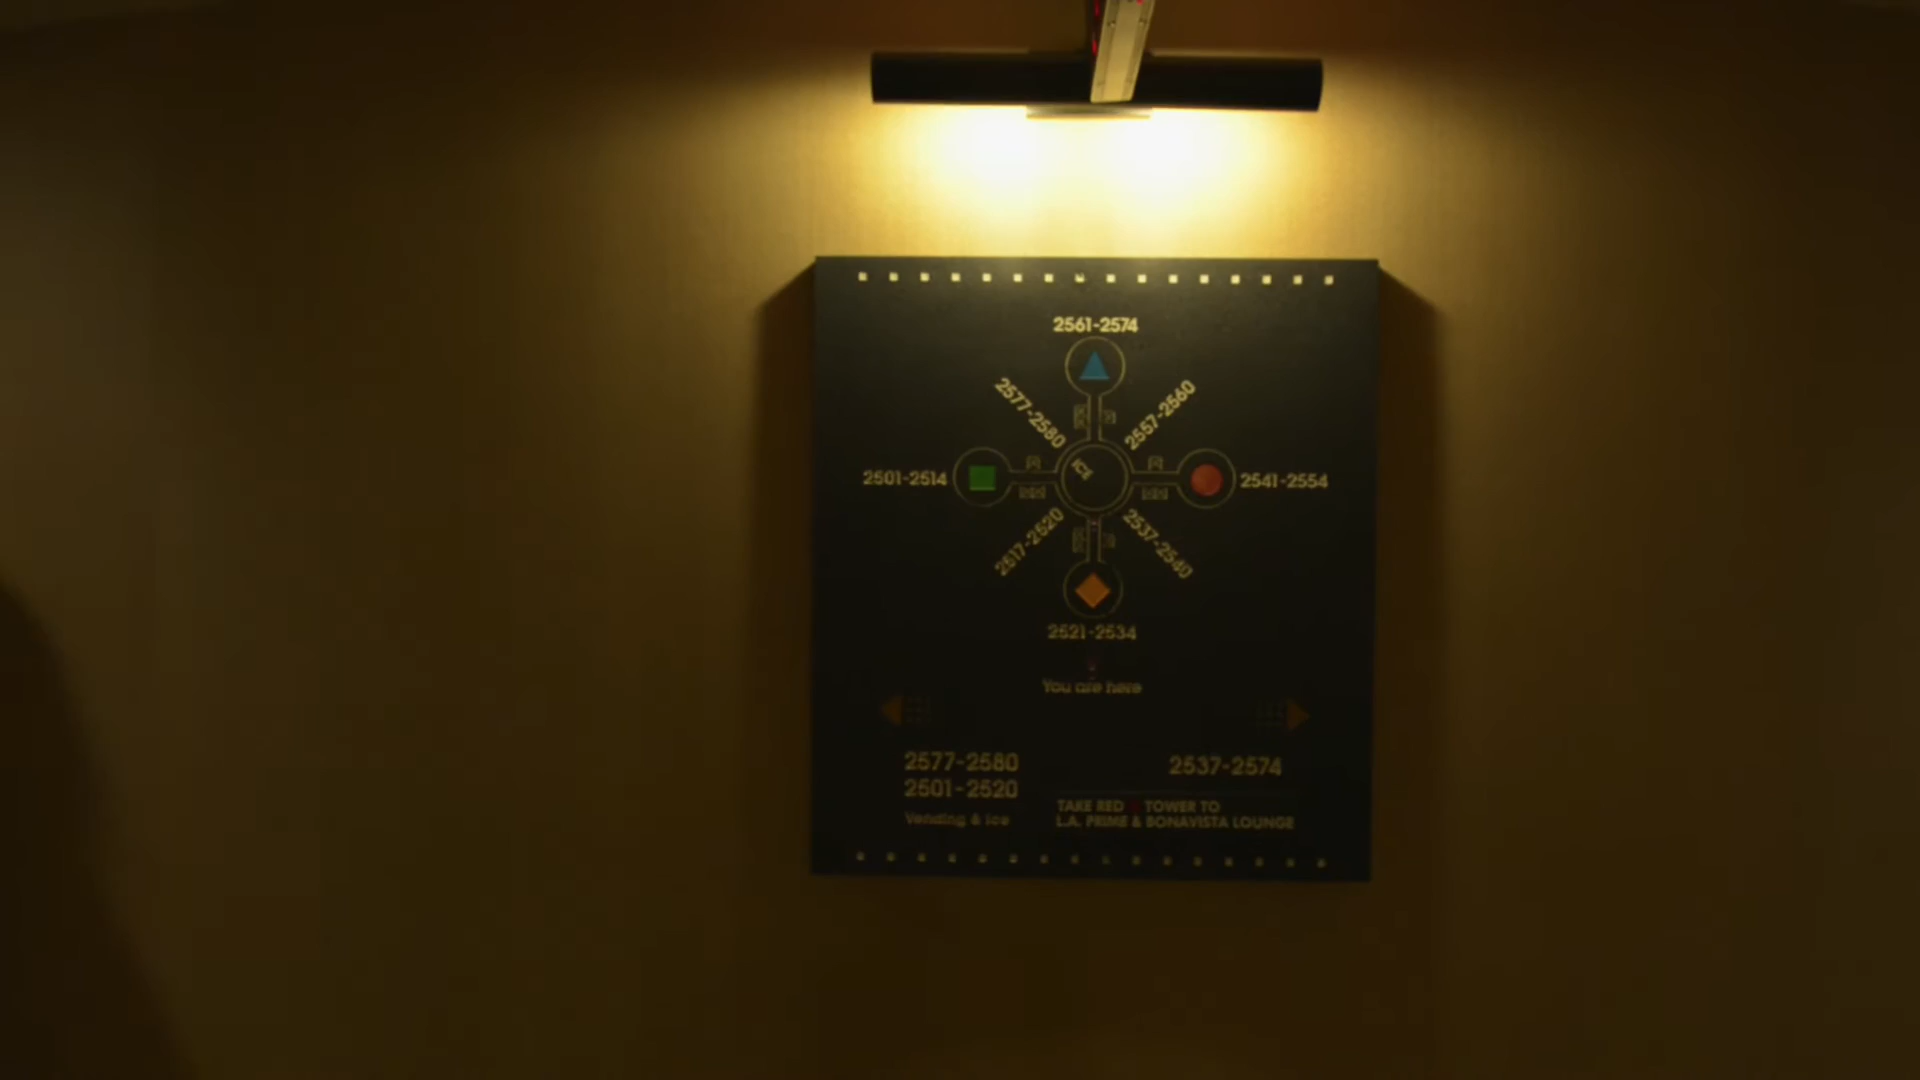 2561-2574
2577-2580
2557-2560
2501-2514
ICE
2541-2554
2517-2520
2537-2540
2521-2534
You are here
2577-2580
2537-2574
2501-2520
Vending & Ice
TAKE RED TOWER TO
L.A. PRIME & BONAVISTA LOUNGE